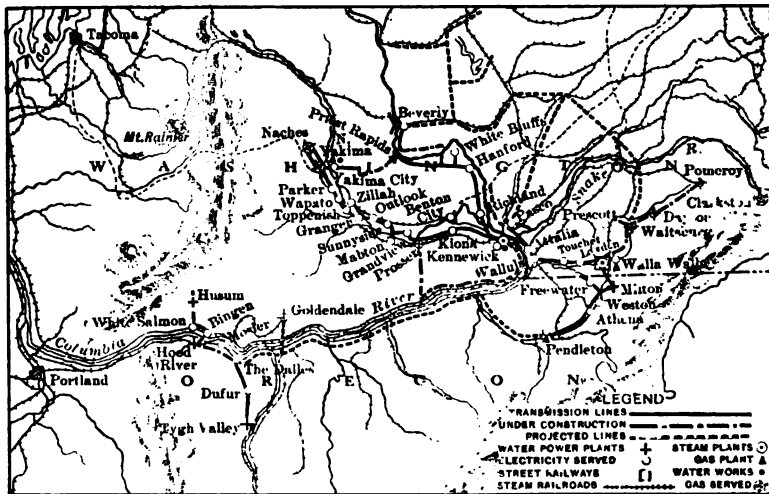 Tacoma
Mt. Rainier
Beverly
Priest Rapids
White Bluffs
Hanford
Naches
Yakima
W A S H I N G T O N
R.
Pomeroy
Yakima City
Parker
Zillah
Wapato
Outlook
Toppenish
Benton
City
Richland
Pasco
Snake
Prescott
Granger
Sunnyside
Mabton
Grandview
Prosser
Kiona
Kennewick
Attalia
Touchet
Waitsburg
Wallula
Walla Walla
Freewater
Milton
Weston
Athena
Pendleton
Husum
Bingen
Goldendale
White Salmon
Mosier
Columbia
River
Hood
River
The Dalles
Portland
O R E G O N
Dufur
Tygh Valley
LEGEND
TRANSMISSION LINES
UNDER CONSTRUCTION
PROJECTED LINES
WATER POWER PLANTS
STEAM PLANTS
ELECTRICITY SERVED
GAS PLANT
STREET RAILWAYS
WATER WORKS
STEAM RAILROADS
GAS SERVED